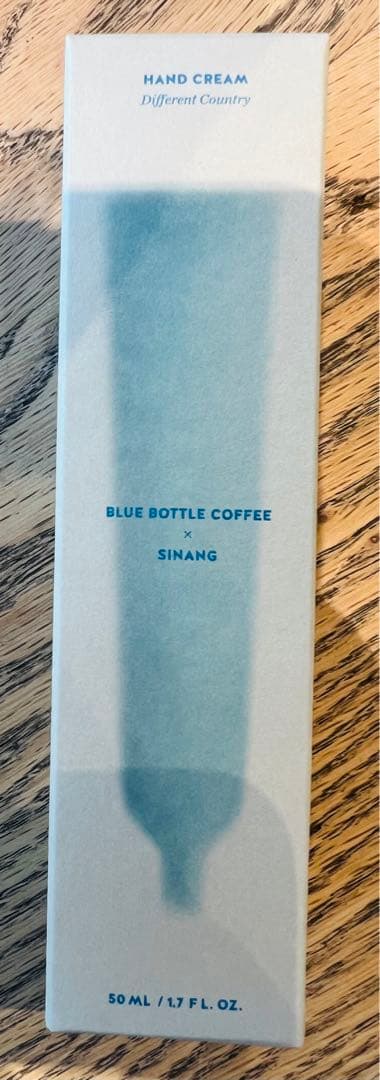 HAND CREAM
Different Country
BLUE BOTTLE COFFEE
×
SINANG
50 ML / 1.7 FL. OZ.